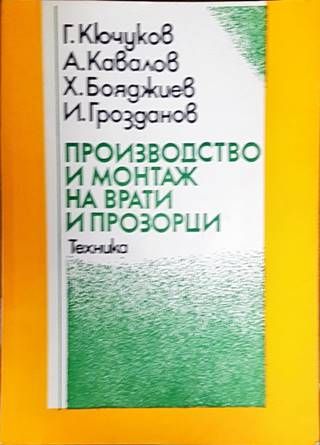 Г. Кючуков
А. Кавалов
Х. Бояджиев
И. Грозданов
ПРОИЗВОДСТВО
И МОНТАЖ
НА ВРАТИ
И ПРОЗОРЦИ
Техника